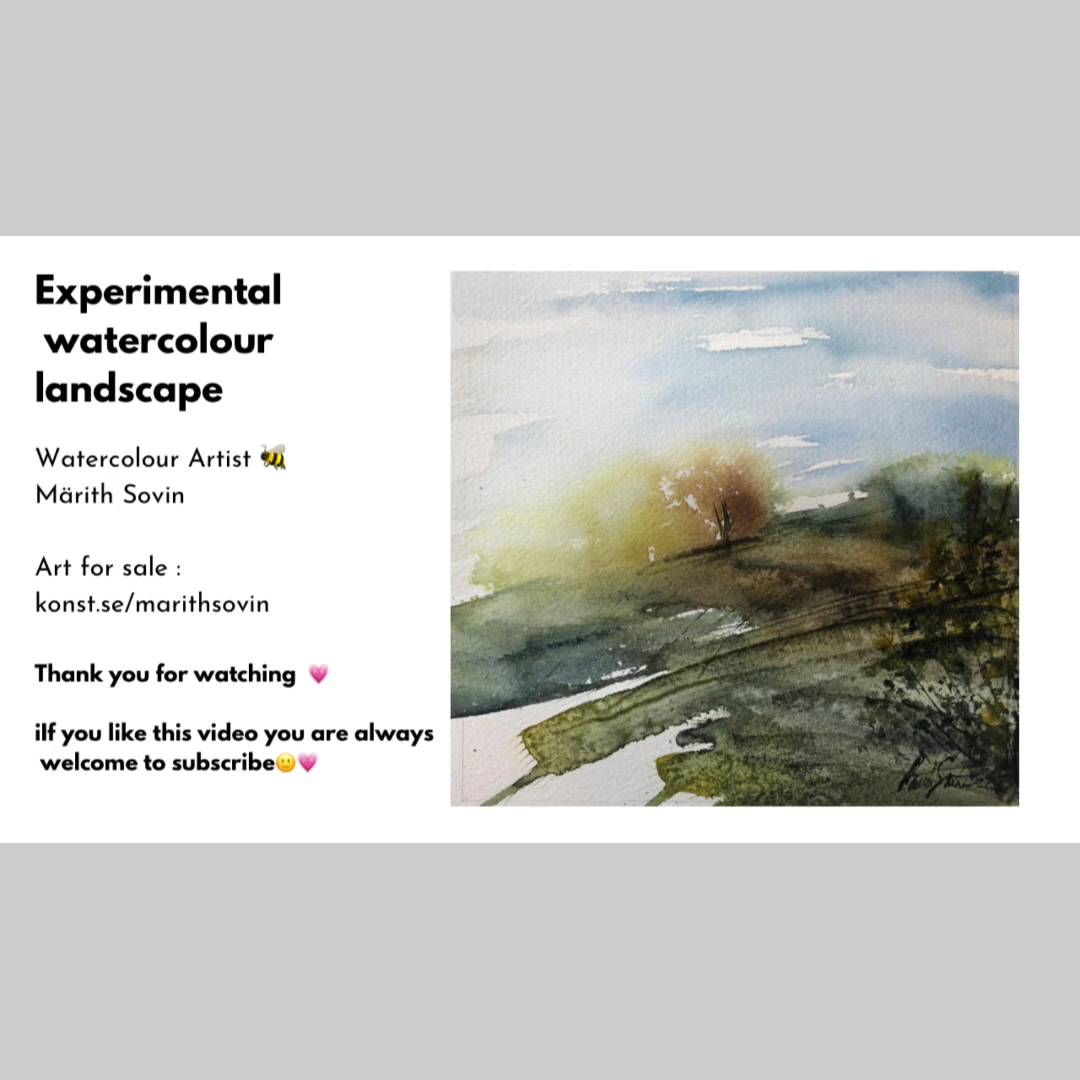 Experimental
watercolour
landscape
Watercolour Artist 🐝
Märith Sovin
Art for sale :
konst.se/marithsovin
Thank you for watching 💗
iIf you like this video you are always
welcome to subscribe🙂💗